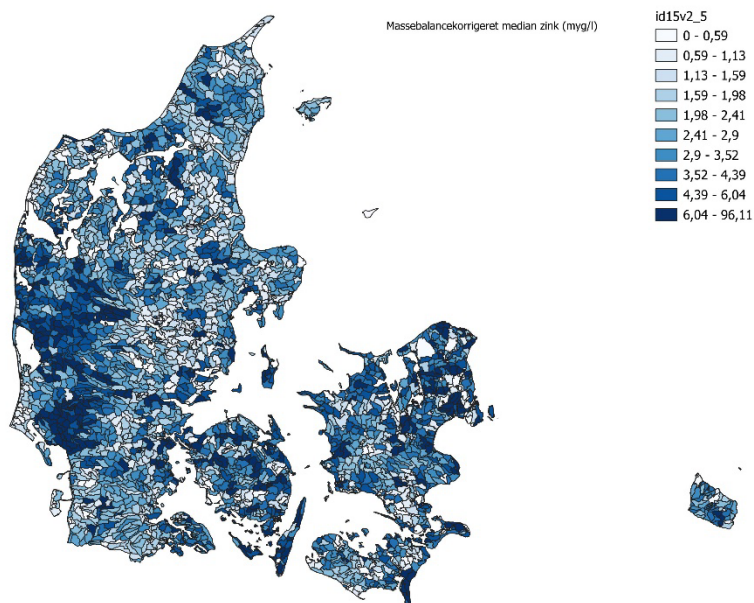 Massebalancekorrigeret median zink (myg/l)
id15v2_5
0 - 0,59
0,59 - 1,13
1,13 - 1,59
1,59 - 1,98
1,98 - 2,41
2,41 - 2,9
2,9 - 3,52
3,52 - 4,39
4,39 - 6,04
6,04 - 96,11